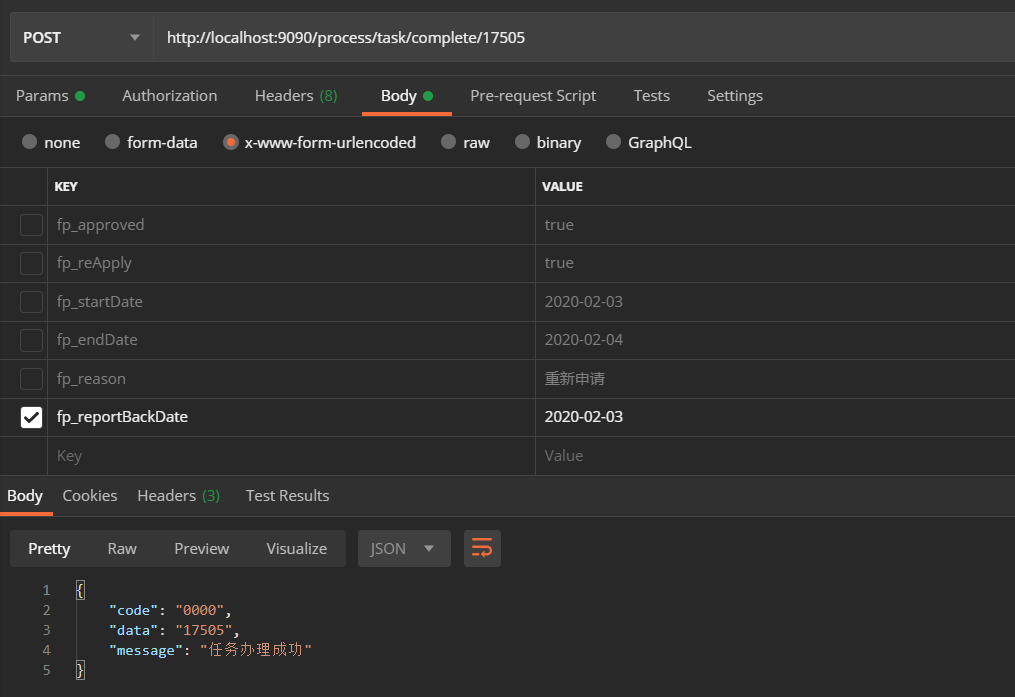 POST http://localhost:9090/process/task/complete/17505
Params Authorization Headers (8) Body Pre-request Script Tests Settings
none form-data x-www-form-urlencoded raw binary GraphQL
KEY VALUE
fp_approved true
fp_reApply true
fp_startDate 2020-02-03
fp_endDate 2020-02-04
fp_reason 重新申请
fp_reportBackDate 2020-02-03
Key Value
Body Cookies Headers (3) Test Results
Pretty Raw Preview Visualize JSON
1 {
2 "code": "0000",
3 "data": "17505",
4 "message": "任务办理成功"
5 }